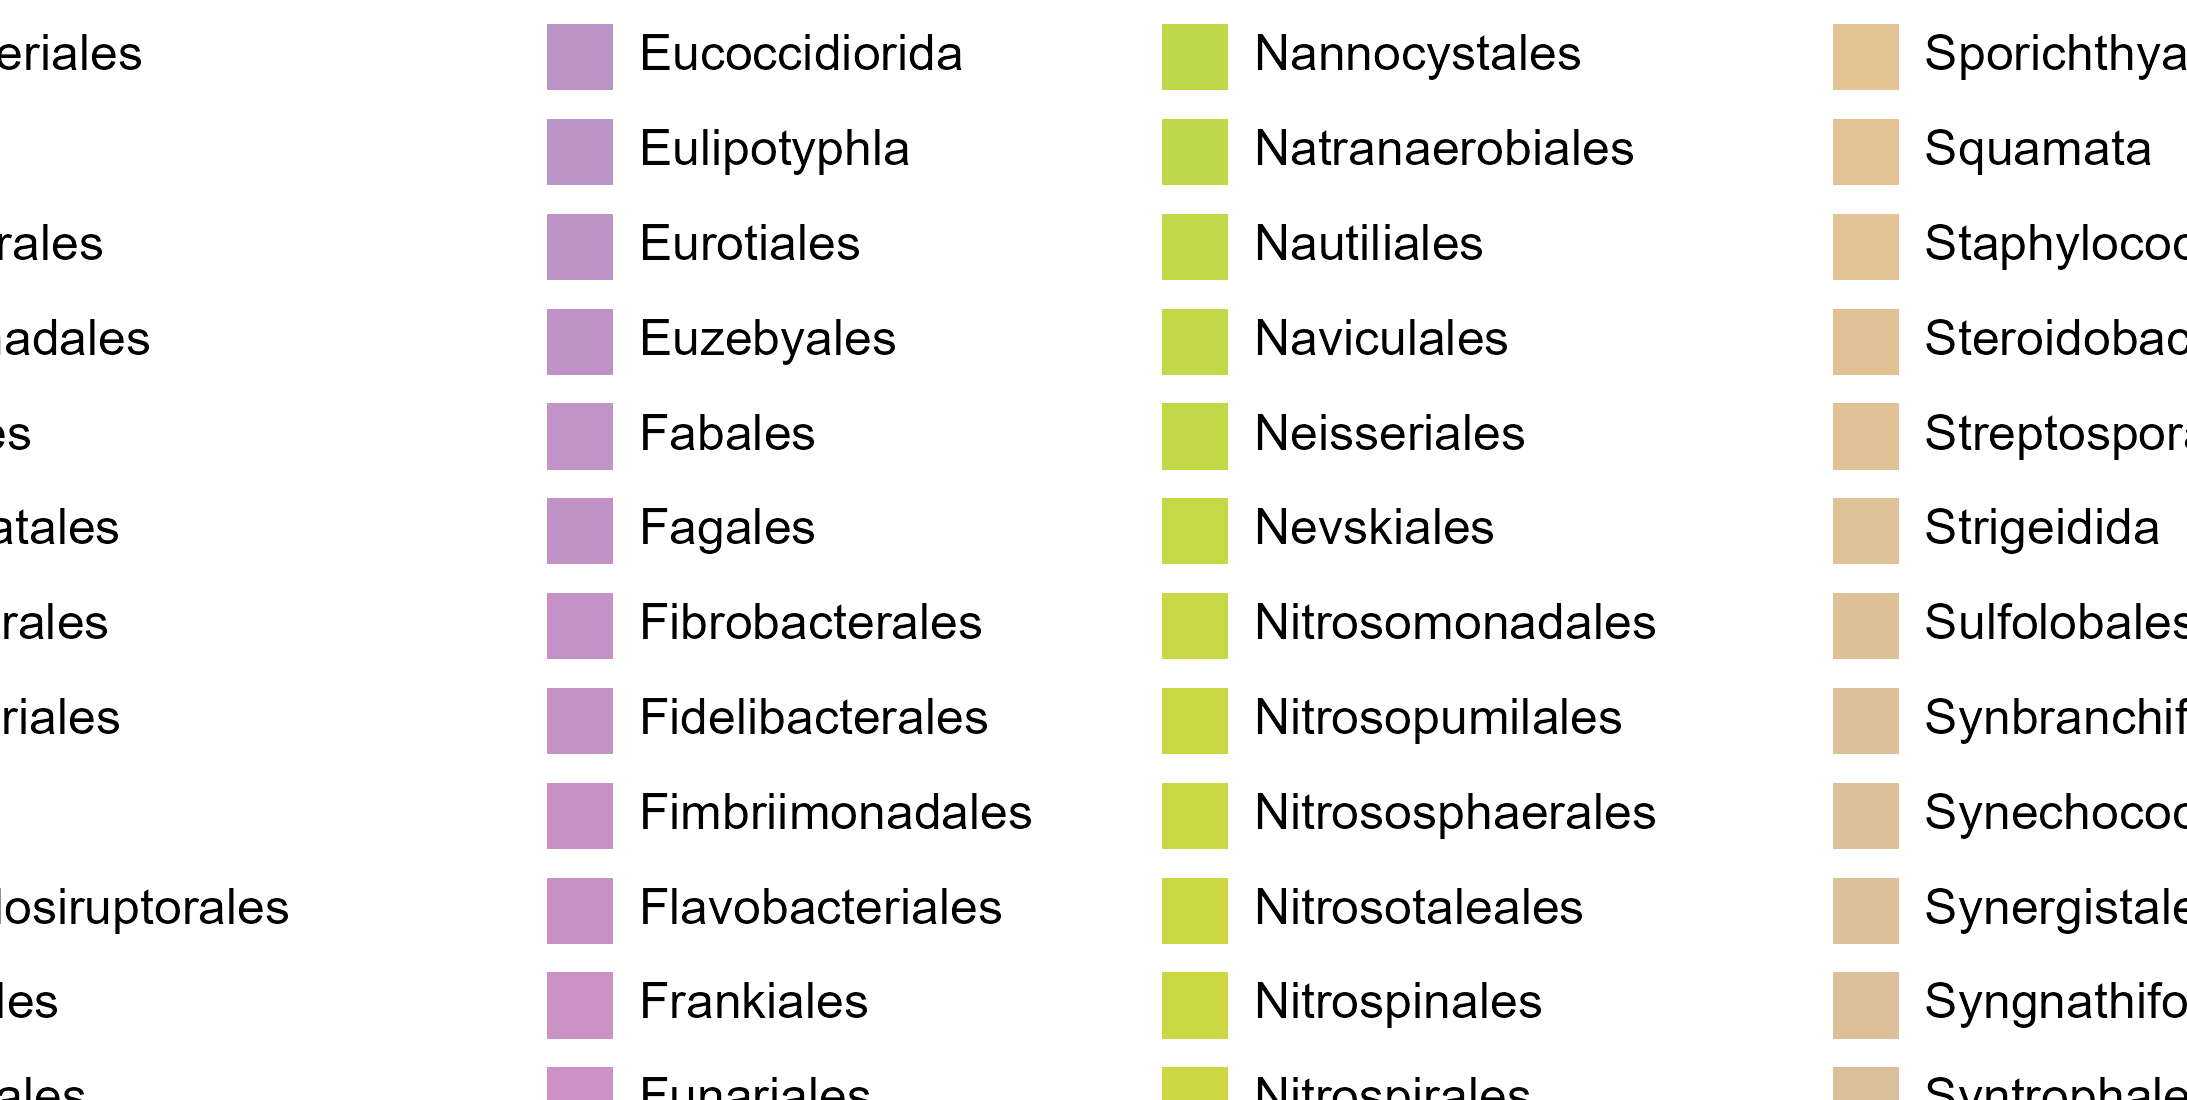 eriales
rales
adales
es
atales
rales
riales
losiruptorales
les
ales
Eucoccidiorida
Eulipotyphla
Eurotiales
Euzebyales
Fabales
Fagales
Fibrobacterales
Fidelibacterales
Fimbriimonadales
Flavobacteriales
Frankiales
Funariales
Nannocystales
Natranaerobiales
Nautiliales
Naviculales
Neisseriales
Nevskiales
Nitrosomonadales
Nitrosopumilales
Nitrososphaerales
Nitrosotaleales
Nitrospinales
Nitrospirales
Sporichthya
Squamata
Staphylococ
Steroidobac
Streptospora
Strigeidida
Sulfolobales
Synbranchif
Synechococ
Synergistale
Syngnathifo
Syntrophale